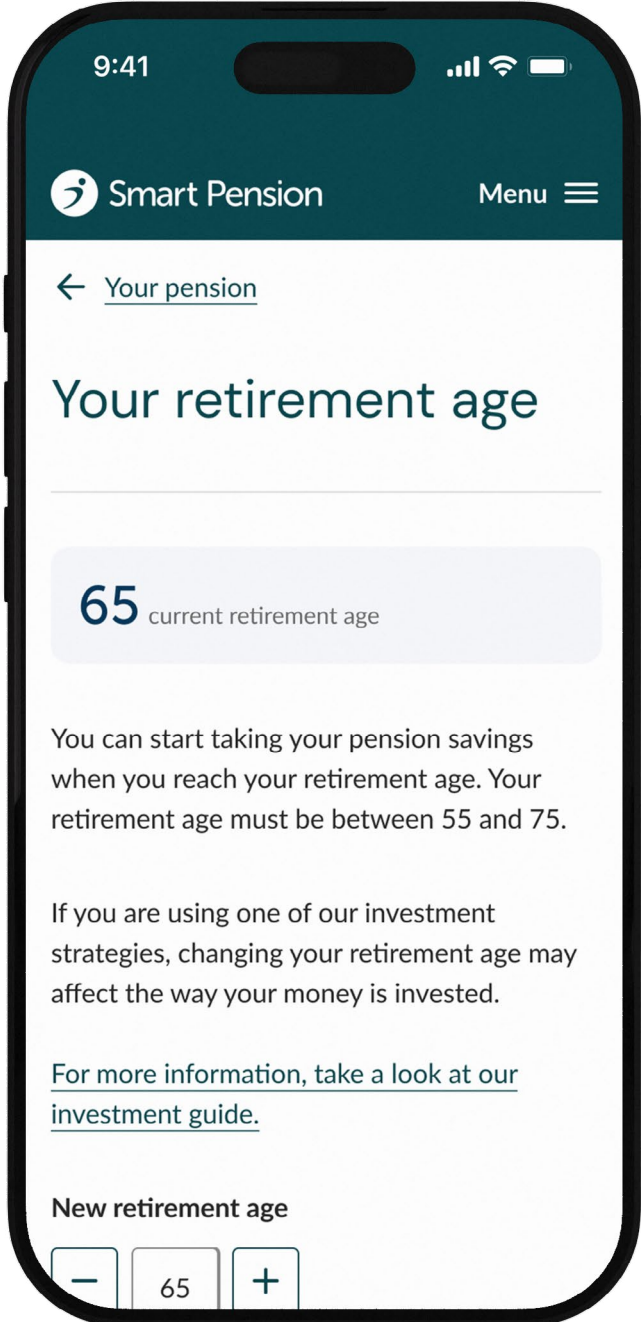 9:41
Smart Pension
Menu
Your pension
Your retirement age
65 current retirement age
You can start taking your pension savings
when you reach your retirement age. Your
retirement age must be between 55 and 75.
If you are using one of our investment
strategies, changing your retirement age may
affect the way your money is invested.
For more information, take a look at our
investment guide.
New retirement age
− 65 +